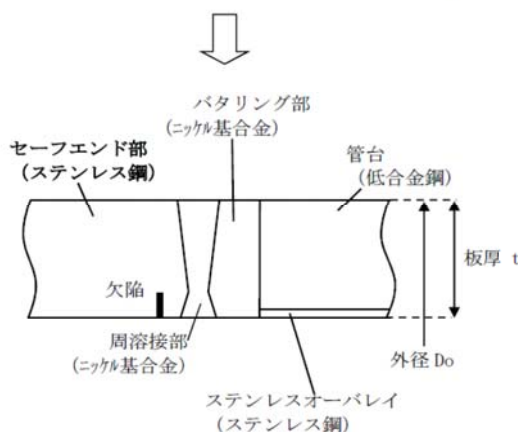 バタリング部
(ニッケル基合金)
セーフエンド部
(ステンレス鋼)
管台
(低合金鋼)
欠陥
板厚 t
周溶接部
(ニッケル基合金)
外径 Do
ステンレスオーバレイ
(ステンレス鋼)